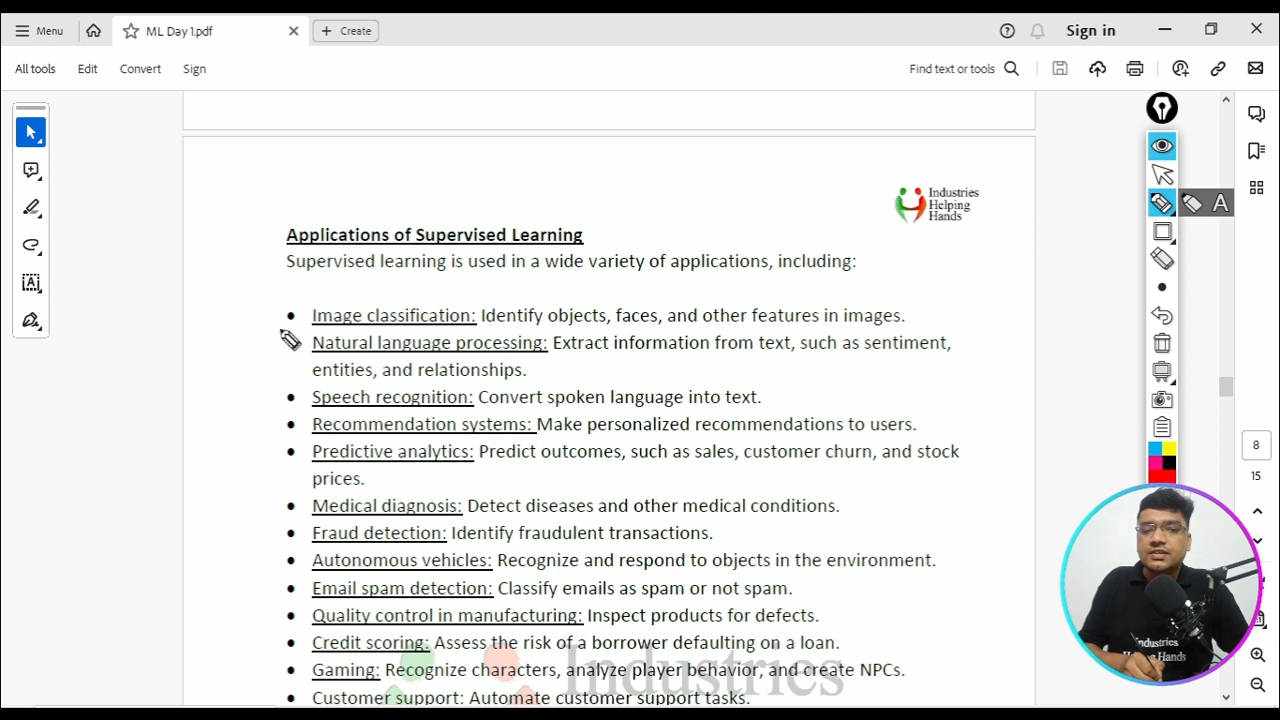 Menu
ML Day 1.pdf
Create
Sign in
All tools
Edit
Convert
Sign
Find text or tools
Industries
Helping
Hands
A
Applications of Supervised Learning
Supervised learning is used in a wide variety of applications, including:
• Image classification: Identify objects, faces, and other features in images.
Natural language processing: Extract information from text, such as sentiment,
entities, and relationships.
• Speech recognition: Convert spoken language into text.
• Recommendation systems: Make personalized recommendations to users.
• Predictive analytics: Predict outcomes, such as sales, customer churn, and stock
prices.
• Medical diagnosis: Detect diseases and other medical conditions.
• Fraud detection: Identify fraudulent transactions.
• Autonomous vehicles: Recognize and respond to objects in the environment.
• Email spam detection: Classify emails as spam or not spam.
• Quality control in manufacturing: Inspect products for defects.
• Credit scoring: Assess the risk of a borrower defaulting on a loan.
• Gaming: Recognize characters, analyze player behavior, and create NPCs.
• Customer support: Automate customer support tasks.
Industries
8
15
Industries
Helping Hands